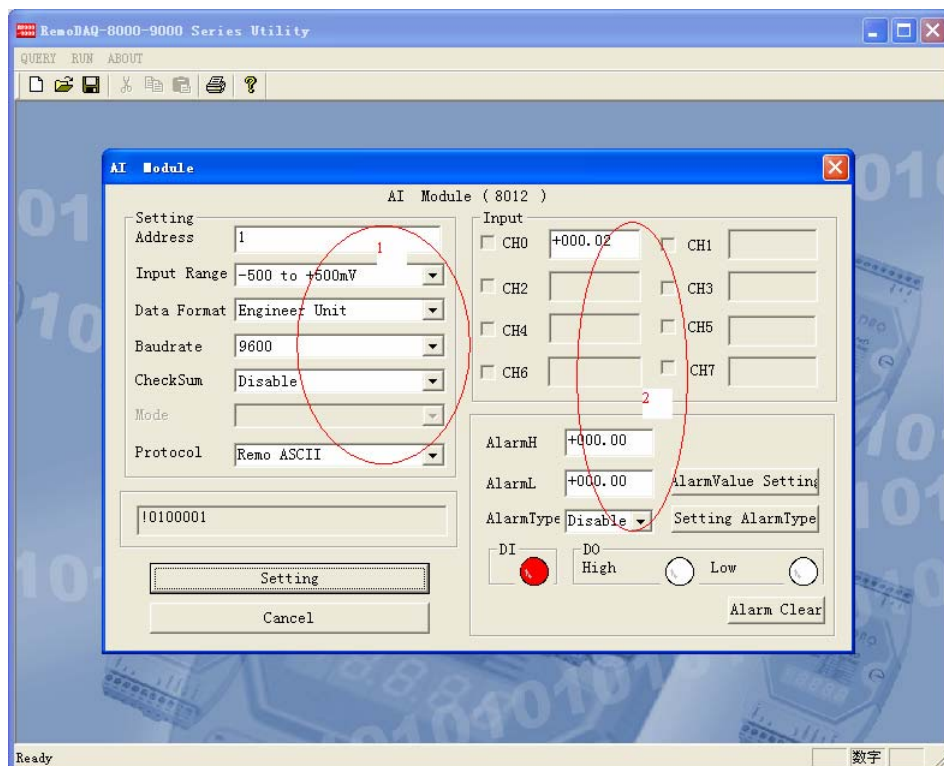 RemoDAQ-8000-9000 Series Utility
QUERY RUN ABOUT
AI Module
AI Module ( 8012 )
Setting
Address 1
Input Range -500 to +500mV
Data Format Engineer Unit
Baudrate 9600
CheckSum Disable
Mode
Protocol Remo ASCII
!0100001
Setting
Cancel
1
Input
CH0 +000.02 CH1
CH2 CH3
CH4 CH5
CH6 CH7
2
AlarmH +000.00
AlarmL +000.00 AlarmValue Setting
AlarmType Disable Setting AlarmType
DI
DO
High Low
Alarm Clear
Ready
数字